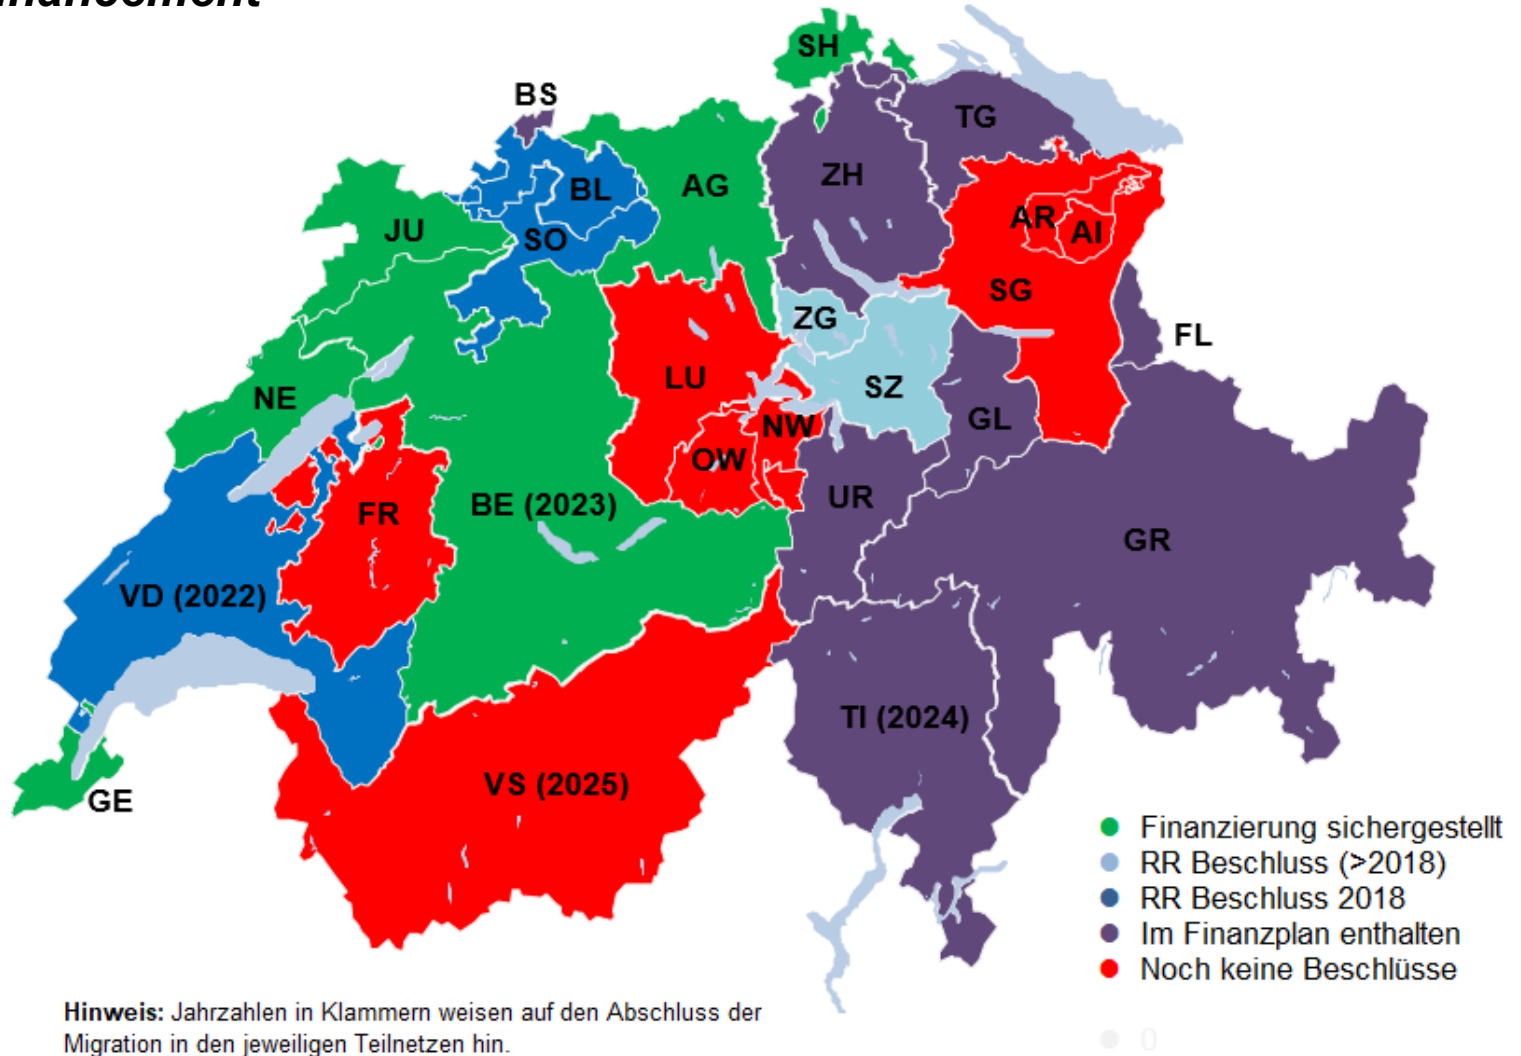 SH
BS
TG
ZH
AG
BL
JU
SO
AR
AI
SG
ZG
FL
LU
SZ
NE
GL
NW
OW
UR
BE (2023)
FR
GR
VD (2022)
TI (2024)
VS (2025)
GE
Finanzierung sichergestellt
RR Beschluss (>2018)
RR Beschluss 2018
Im Finanzplan enthalten
Noch keine Beschlüsse
Hinweis: Jahrzahlen in Klammern weisen auf den Abschluss der
Migration in den jeweiligen Teilnetzen hin.
0